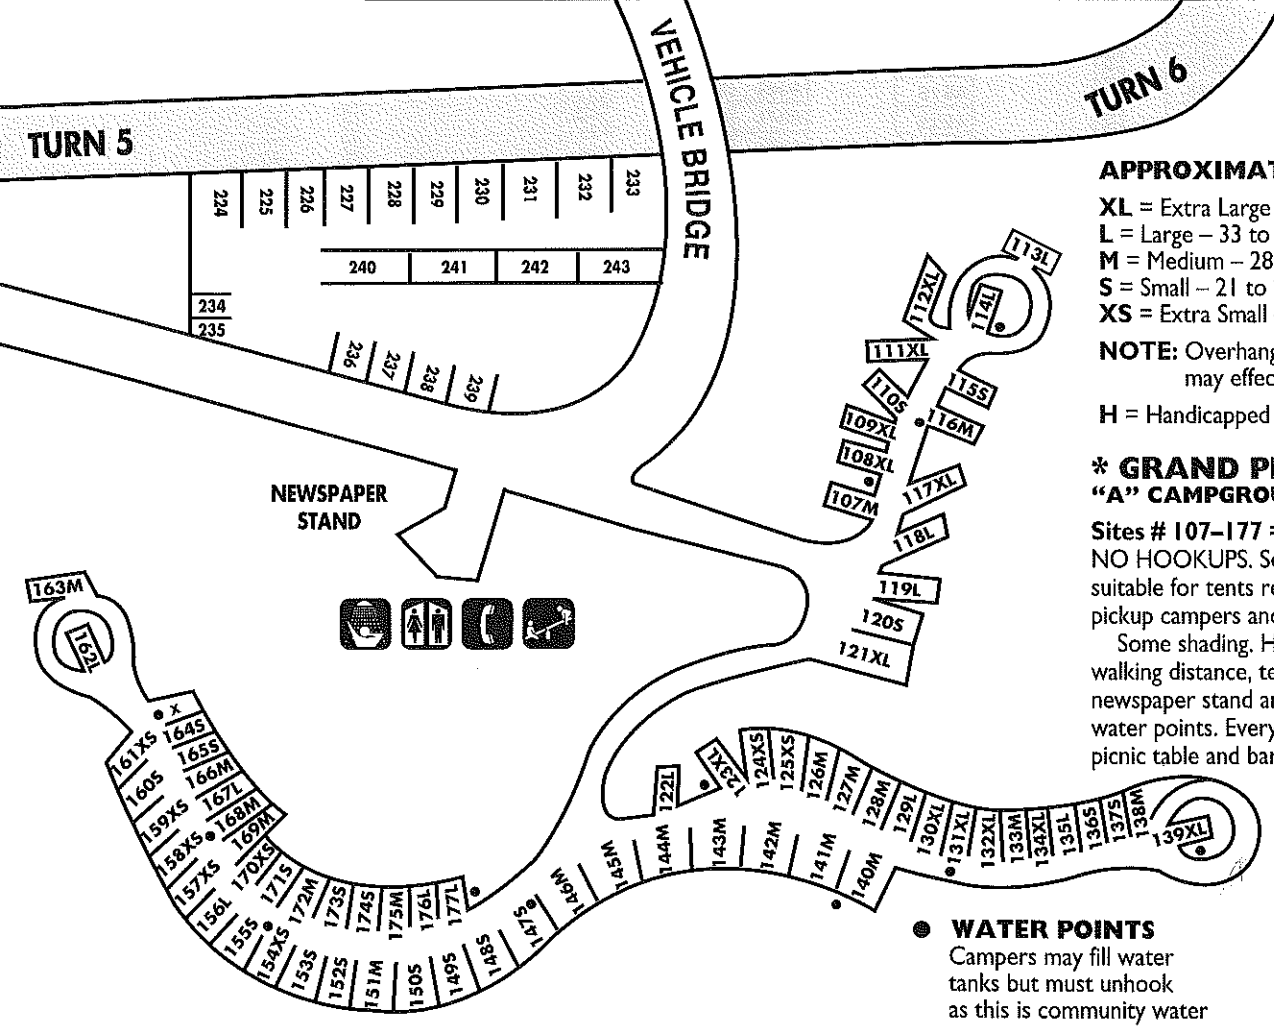 VEHICLE BRIDGE
TURN 6
TURN 5
224
225
226
227
228
229
230
231
232
233
240
241
242
243
234
235
236
237
238
239
NEWSPAPER
STAND
113L
112XL
114L
111XL
110S
115S
109XL
116M
108XL
107M
117XL
118L
119L
120S
121XL
163M
162L
X
161XS
164S
165S
160S
166M
167L
159XS
168M
158XS
169M
157XS
170XS
156L
171S
155S
172M
154XS
173S
153S
174S
152S
175M
151M
176L
150S
177L
149S
148S
147S
146M
145M
144M
143M
142M
141M
140M
122L
123XL
124XS
125XS
126M
127M
128M
129L
130XL
131XL
132XL
133M
134XL
135L
136S
137S
138M
139XL
APPROXIMAT
XL = Extra Large
L = Large – 33 to
M = Medium – 28
S = Small – 21 to
XS = Extra Small
NOTE: Overhang
may effec
H = Handicapped
* GRAND P
"A" CAMPGROU
Sites # 107–177 =
NO HOOKUPS. So
suitable for tents re
pickup campers and
Some shading. H
walking distance, te
newspaper stand an
water points. Every
picnic table and bar
● WATER POINTS
Campers may fill water
tanks but must unhook
as this is community water